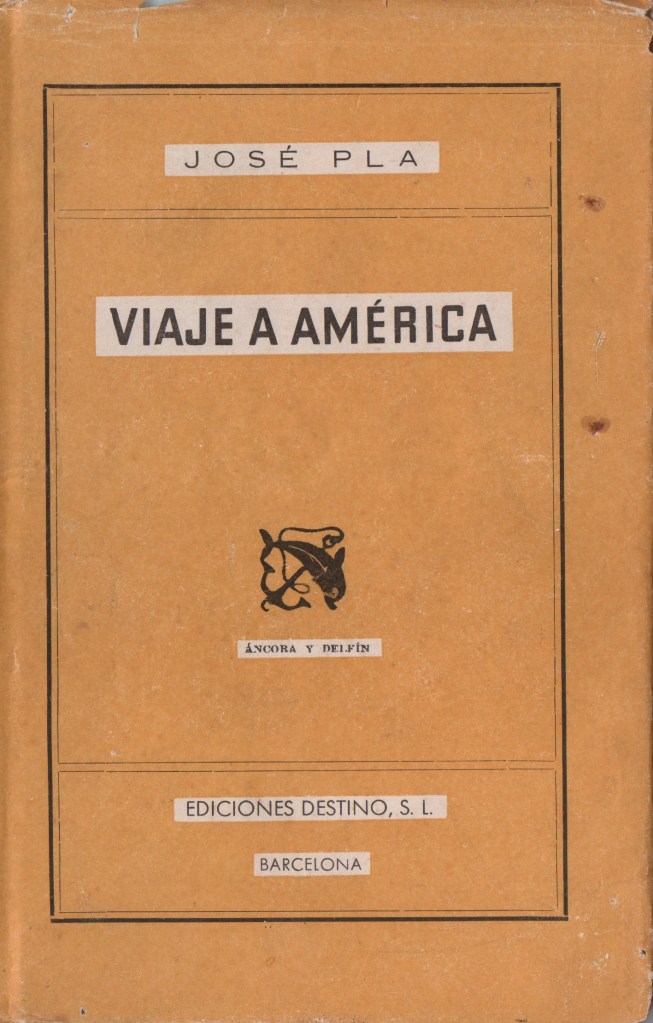 JOSÉ PLA
VIAJE A AMÉRICA
ÁNCORA Y DELFÍN
EDICIONES DESTINO, S. L.
BARCELONA